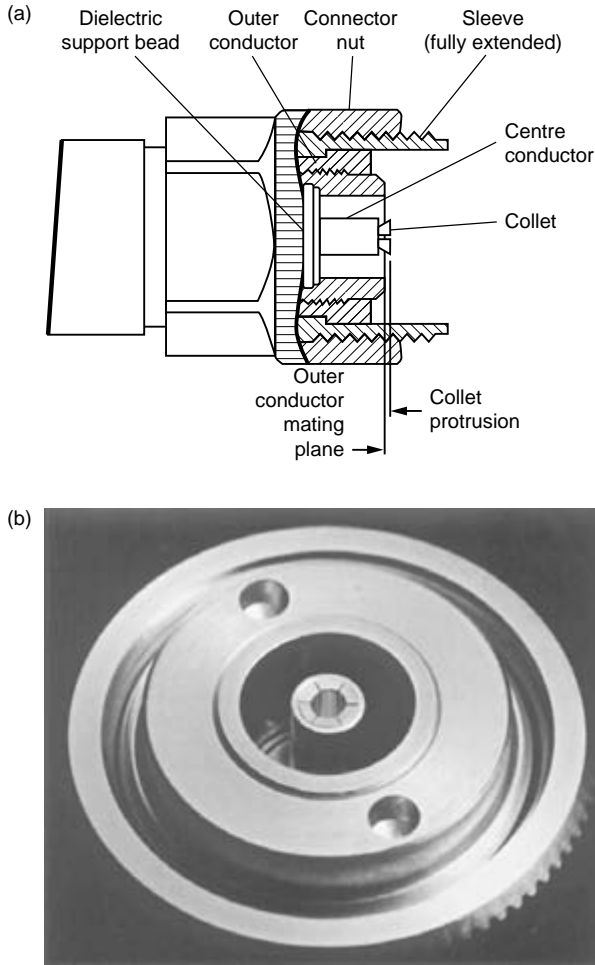 (a)
Dielectric
support bead
Outer
conductor
Connector
nut
Sleeve
(fully extended)
Centre
conductor
Collet
Outer
conductor
mating
plane
Collet
protrusion
(b)